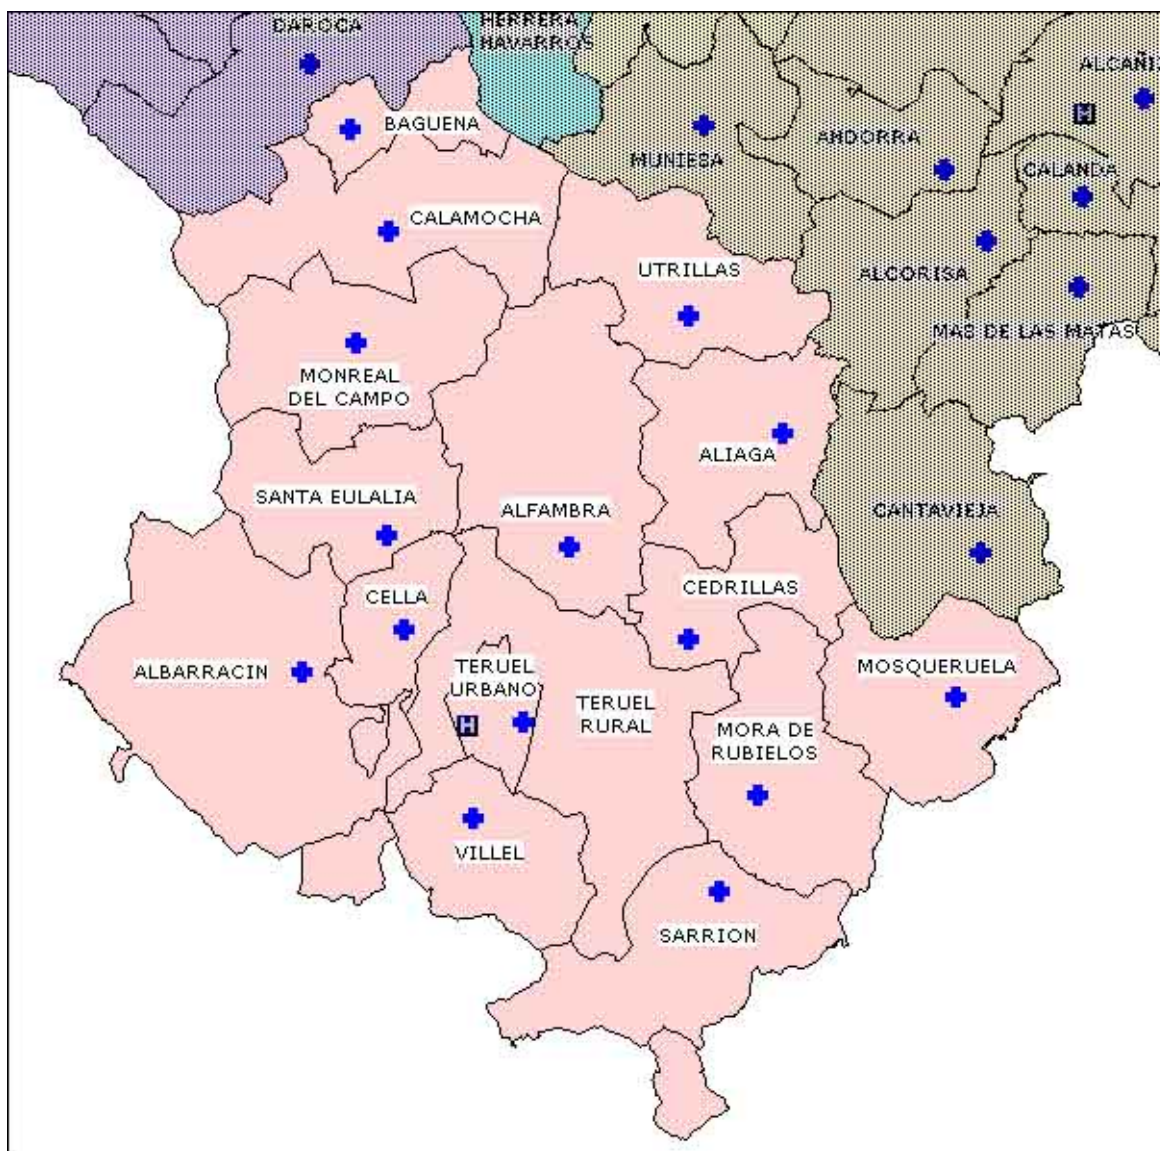 DAROCA
HERRERA
NAVARROS
ALCAÑI
H
BAGUENA
ANDORRA
MUNIESA
CALANDA
CALAMOCHA
UTRILLAS
ALCORISA
MAS DE LAS MATAS
MONREAL
DEL CAMPO
ALIAGA
SANTA EULALIA
ALFAMBRA
CANTAVIEJA
CEDRILLAS
CELLA
ALBARRACIN
TERUEL
URBANO
MOSQUERUELA
TERUEL
RURAL
H
MORA DE
RUBIELOS
VILLEL
SARRION